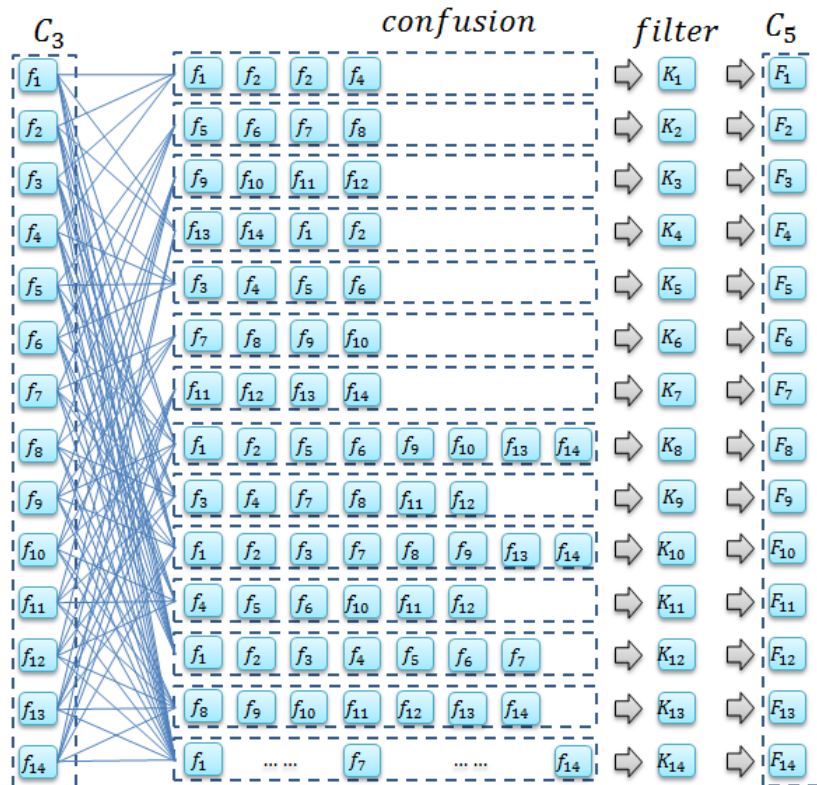 C₃ confusion filter C₅
f₁ f₁ f₂ f₂ f₄ K₁ F₁
f₂ f₅ f₆ f₇ f₈ K₂ F₂
f₃ f₉ f₁₀ f₁₁ f₁₂ K₃ F₃
f₄ f₁₃ f₁₄ f₁ f₂ K₄ F₄
f₅ f₃ f₄ f₅ f₆ K₅ F₅
f₆ f₇ f₈ f₉ f₁₀ K₆ F₆
f₇ f₁₁ f₁₂ f₁₃ f₁₄ K₇ F₇
f₈ f₁ f₂ f₅ f₆ f₉ f₁₀ f₁₃ f₁₄ K₈ F₈
f₉ f₃ f₄ f₇ f₈ f₁₁ f₁₂ K₉ F₉
f₁₀ f₁ f₂ f₃ f₇ f₈ f₉ f₁₃ f₁₄ K₁₀ F₁₀
f₁₁ f₄ f₅ f₆ f₁₀ f₁₁ f₁₂ K₁₁ F₁₁
f₁₂ f₁ f₂ f₃ f₄ f₅ f₆ f₇ K₁₂ F₁₂
f₁₃ f₈ f₉ f₁₀ f₁₁ f₁₂ f₁₃ f₁₄ K₁₃ F₁₃
f₁₄ f₁ ... ... f₇ ... ... f₁₄ K₁₄ F₁₄